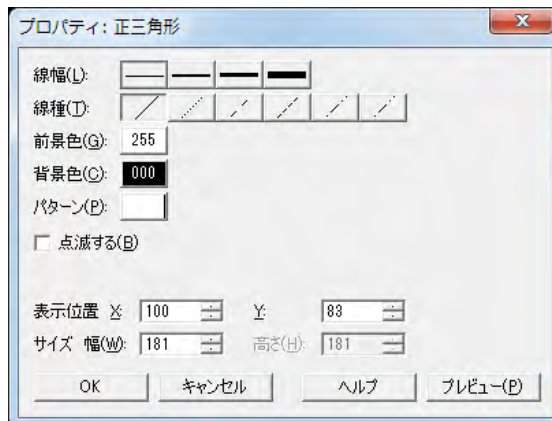 プロパティ: 正三角形
線幅(L):
線種(T):
前景色(G): 255
背景色(C): 000
パターン(P):
点滅する(B)
表示位置 X: 100 Y: 83
サイズ 幅(W): 181 高さ(H): 181
OK キャンセル ヘルプ プレビュー(P)